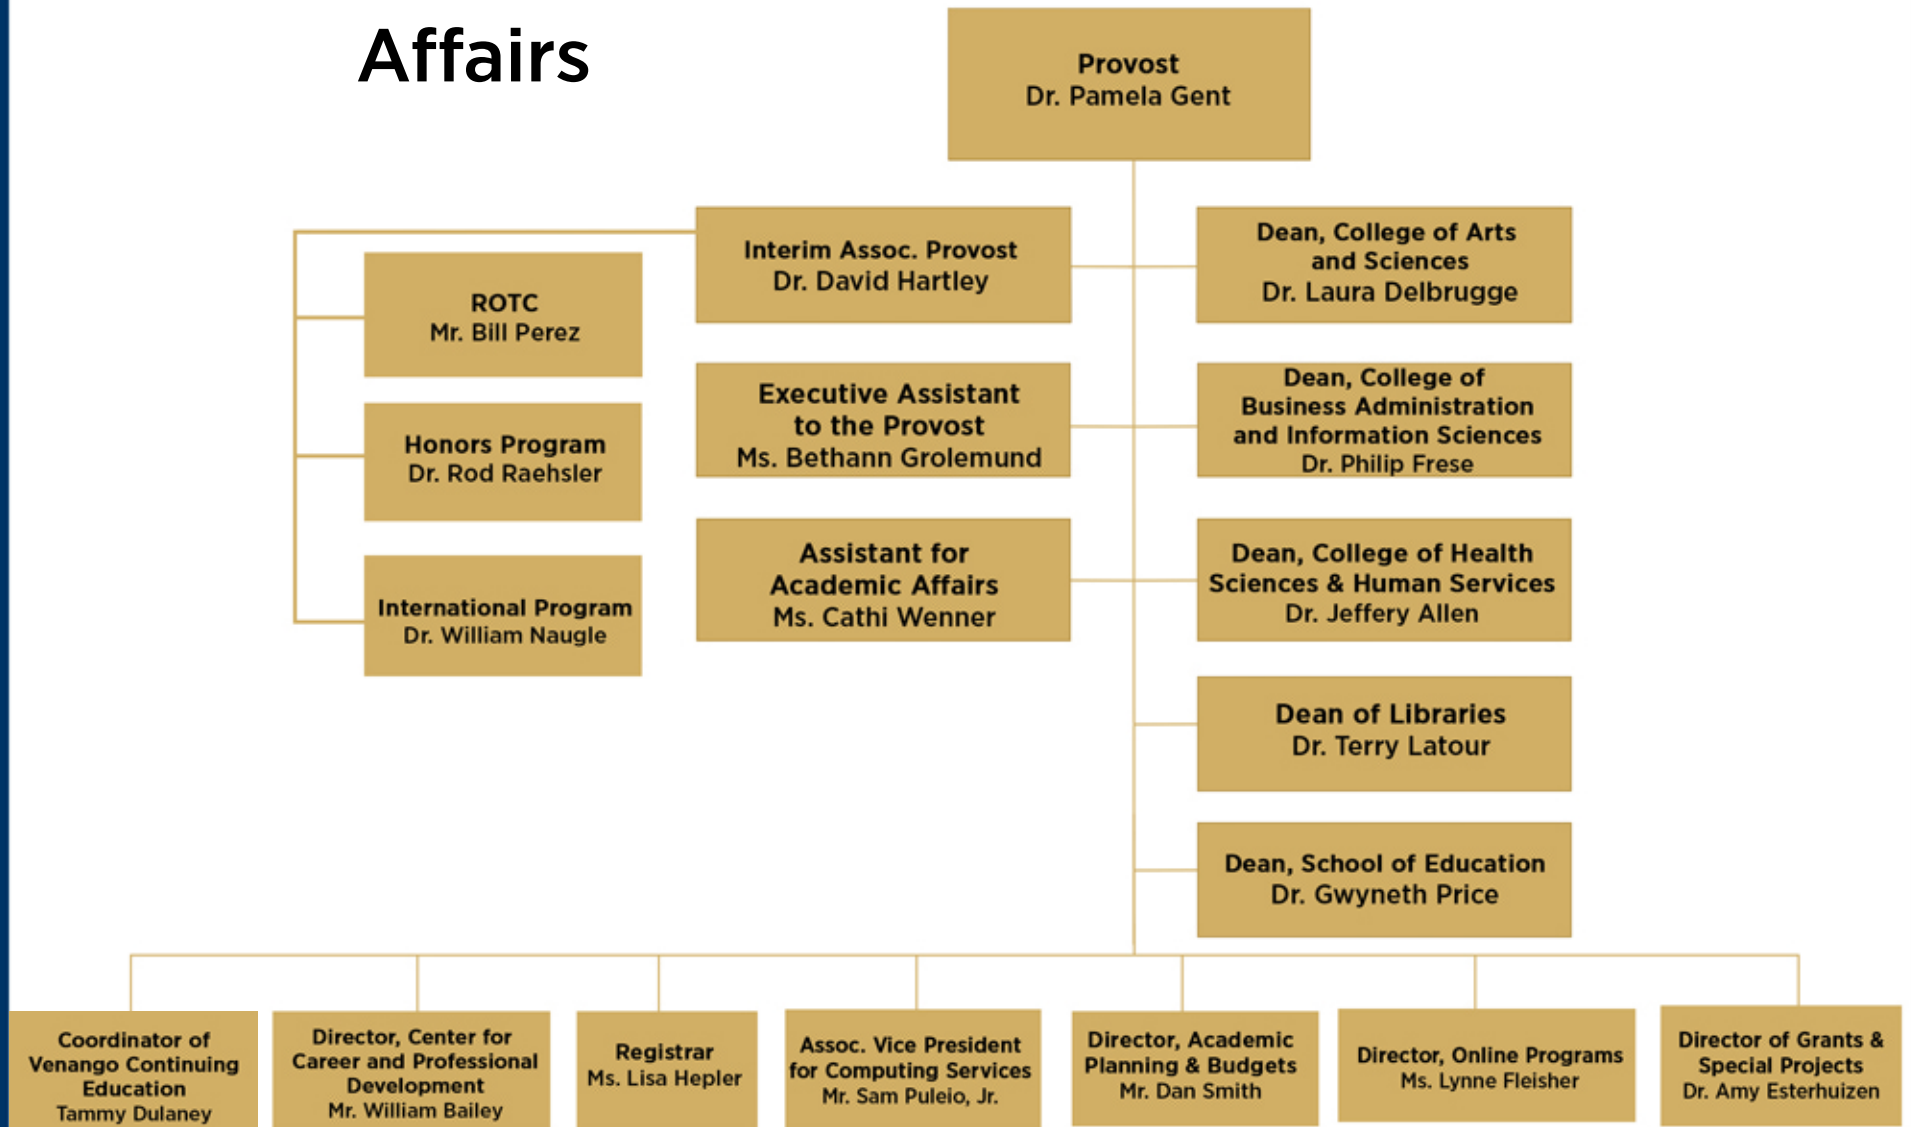 Affairs
Provost
Dr. Pamela Gent
Interim Assoc. Provost
Dr. David Hartley
Dean, College of Arts
and Sciences
Dr. Laura Delbrugge
ROTC
Mr. Bill Perez
Executive Assistant
to the Provost
Ms. Bethann Grolemund
Dean, College of
Business Administration
and Information Sciences
Dr. Philip Frese
Honors Program
Dr. Rod Raehsler
Assistant for
Academic Affairs
Ms. Cathi Wenner
Dean, College of Health
Sciences & Human Services
Dr. Jeffery Allen
International Program
Dr. William Naugle
Dean of Libraries
Dr. Terry Latour
Dean, School of Education
Dr. Gwyneth Price
Coordinator of
Venango Continuing
Education
Tammy Dulaney
Director, Center for
Career and Professional
Development
Mr. William Bailey
Registrar
Ms. Lisa Hepler
Assoc. Vice President
for Computing Services
Mr. Sam Puleio, Jr.
Director, Academic
Planning & Budgets
Mr. Dan Smith
Director, Online Programs
Ms. Lynne Fleisher
Director of Grants &
Special Projects
Dr. Amy Esterhuizen